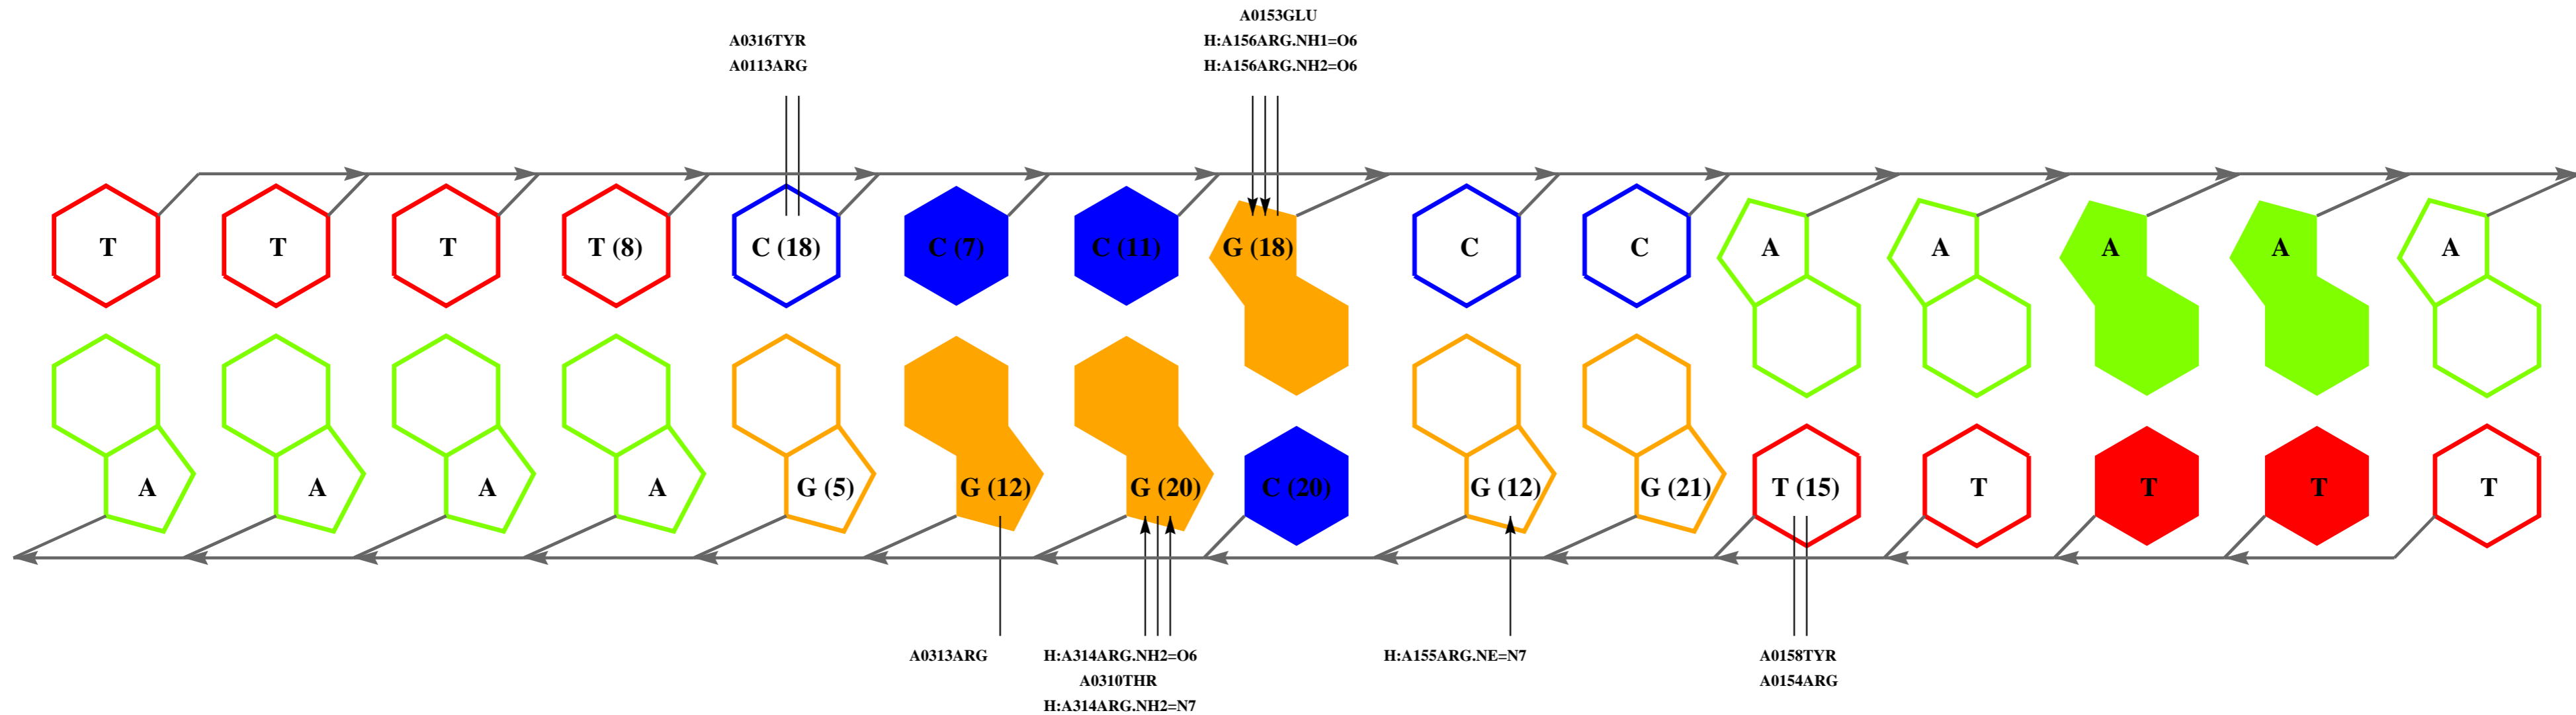 A0153GLU
A0316TYR
H:A156ARG.NH1=O6
A0113ARG
H:A156ARG.NH2=O6
T T T T (8) C (18) C (7) C (11) G (18) C C A A A A A
A A A A G (5) G (12) G (20) C (20) G (12) G (21) T (15) T T T T
A0313ARG H:A314ARG.NH2=O6 H:A155ARG.NE=N7 A0158TYR
A0310THR A0154ARG
H:A314ARG.NH2=N7